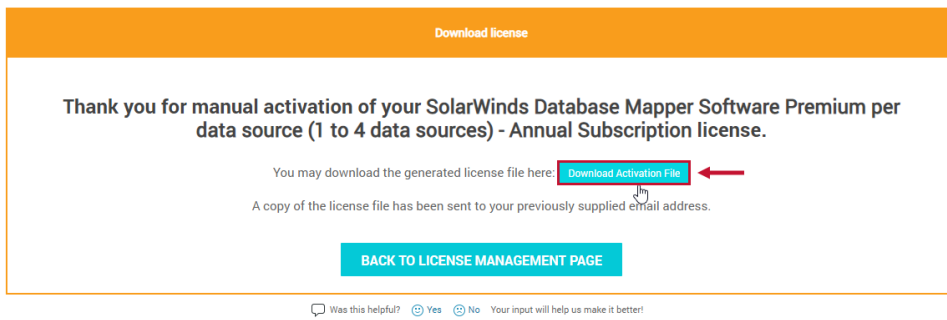 Download license
Thank you for manual activation of your SolarWinds Database Mapper Software Premium per
data source (1 to 4 data sources) - Annual Subscription license.
You may download the generated license file here: Download Activation File
A copy of the license file has been sent to your previously supplied email address.
BACK TO LICENSE MANAGEMENT PAGE
Was this helpful? Yes No Your input will help us make it better!